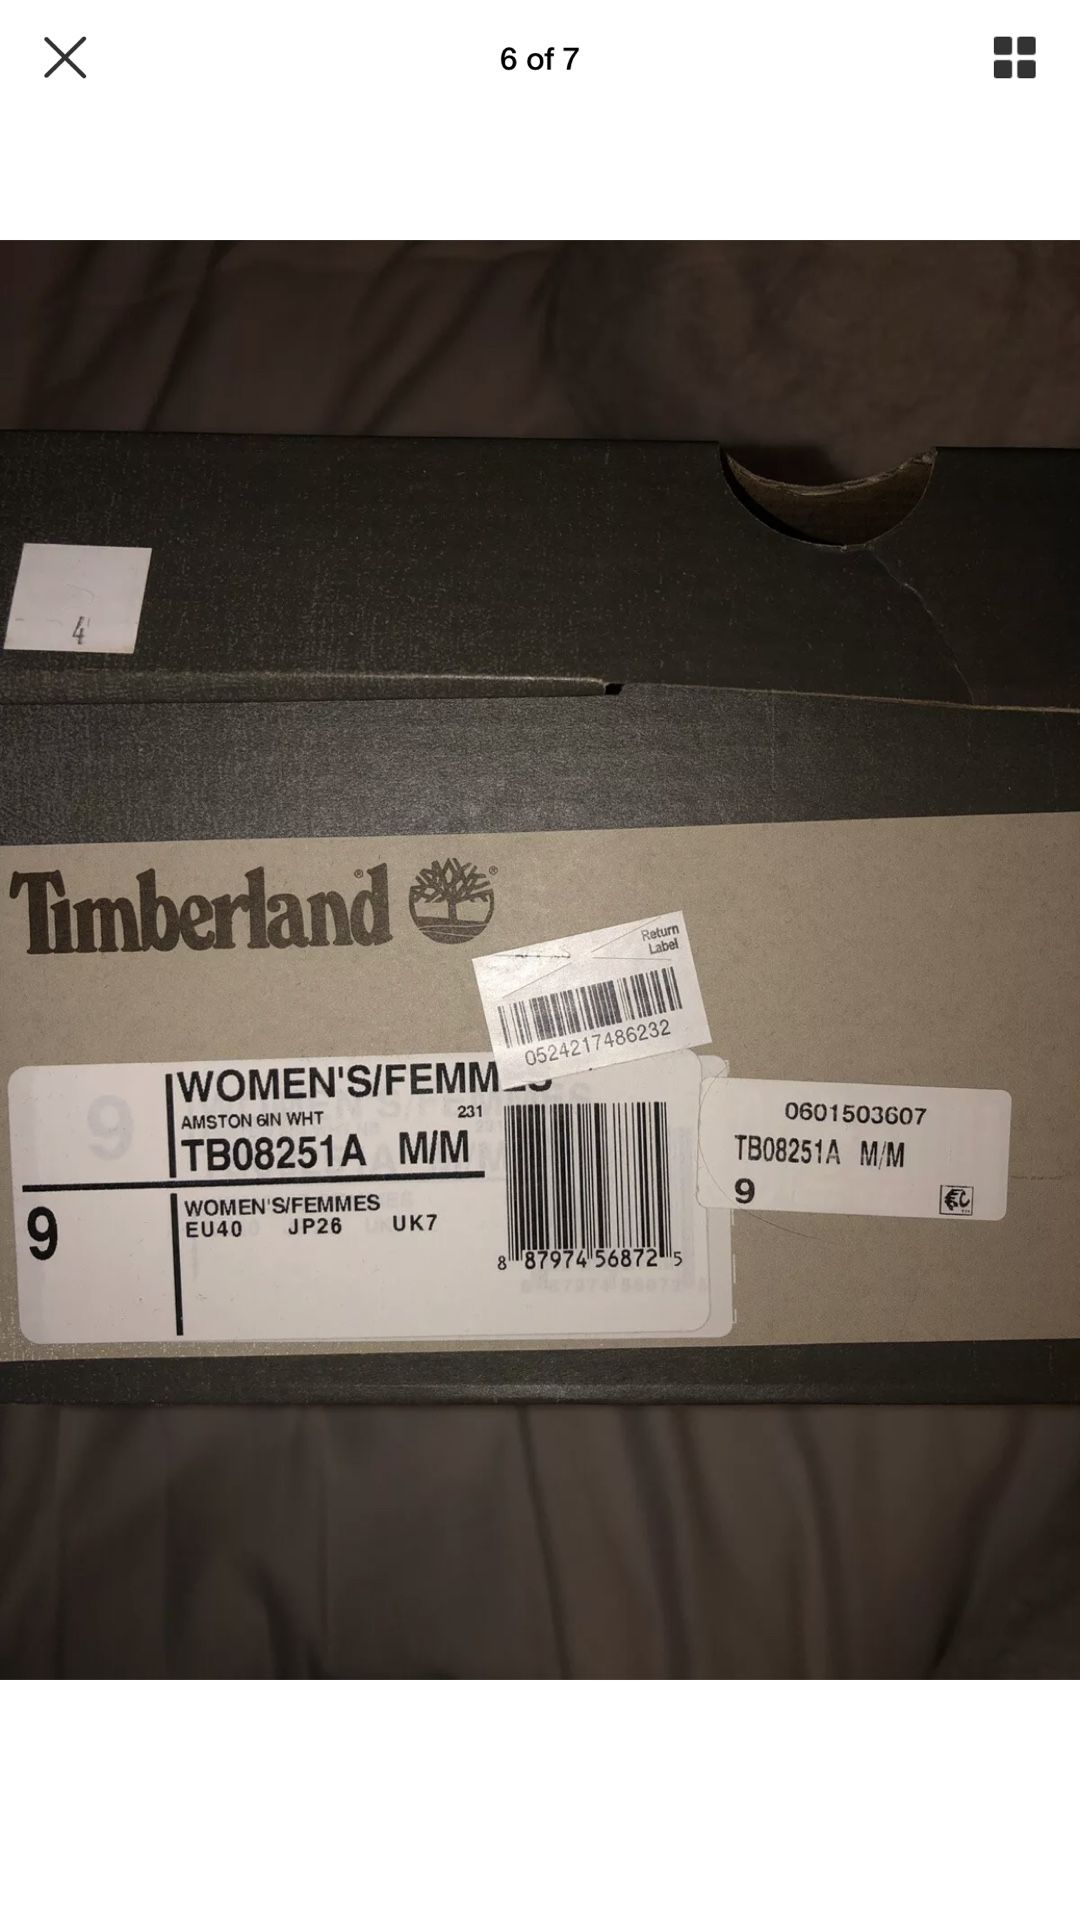 6 of 7
4
Timberland®
®
Return
Label
0524217486232
WOMEN'S/FEMM
AMSTON 6IN WHT 231
TB08251A M/M
9
WOMEN'S/FEMMES
EU40 JP26 UK7
8 87974 56872 5
0601503607
TB08251A M/M
9